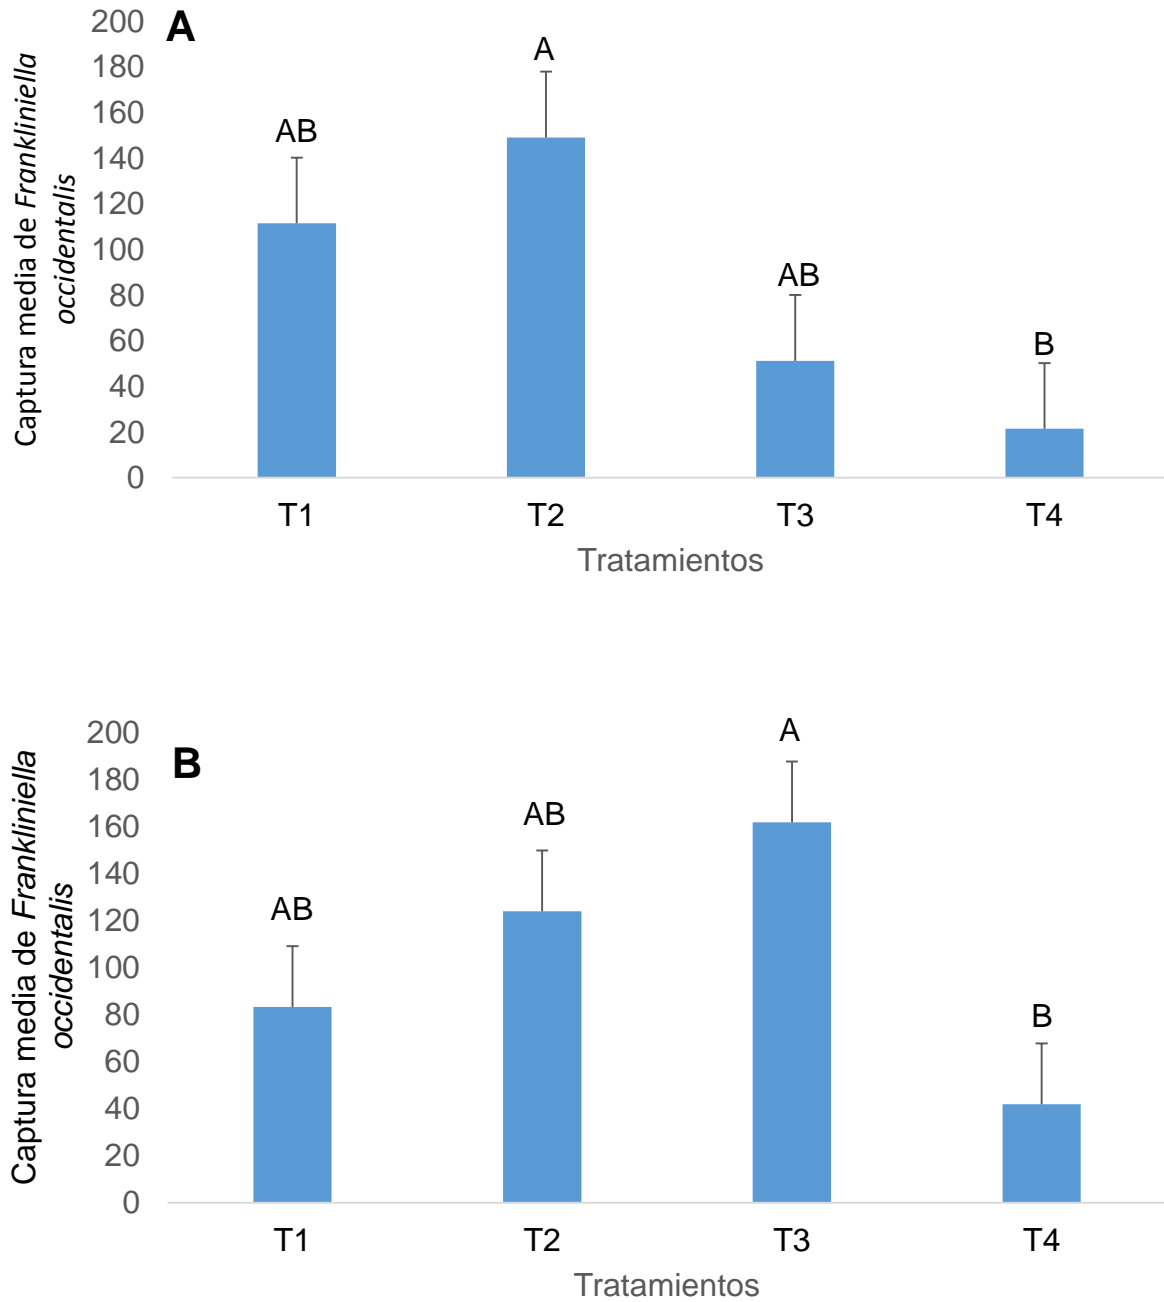 A
Captura media de Frankliniella
occidentalis
200
180
160
140
120
100
80
60
40
20
0
AB
A
AB
B
T1
T2
T3
T4
Tratamientos
B
Captura media de Frankliniella
occidentalis
200
180
160
140
120
100
80
60
40
20
0
AB
AB
A
B
T1
T2
T3
T4
Tratamientos